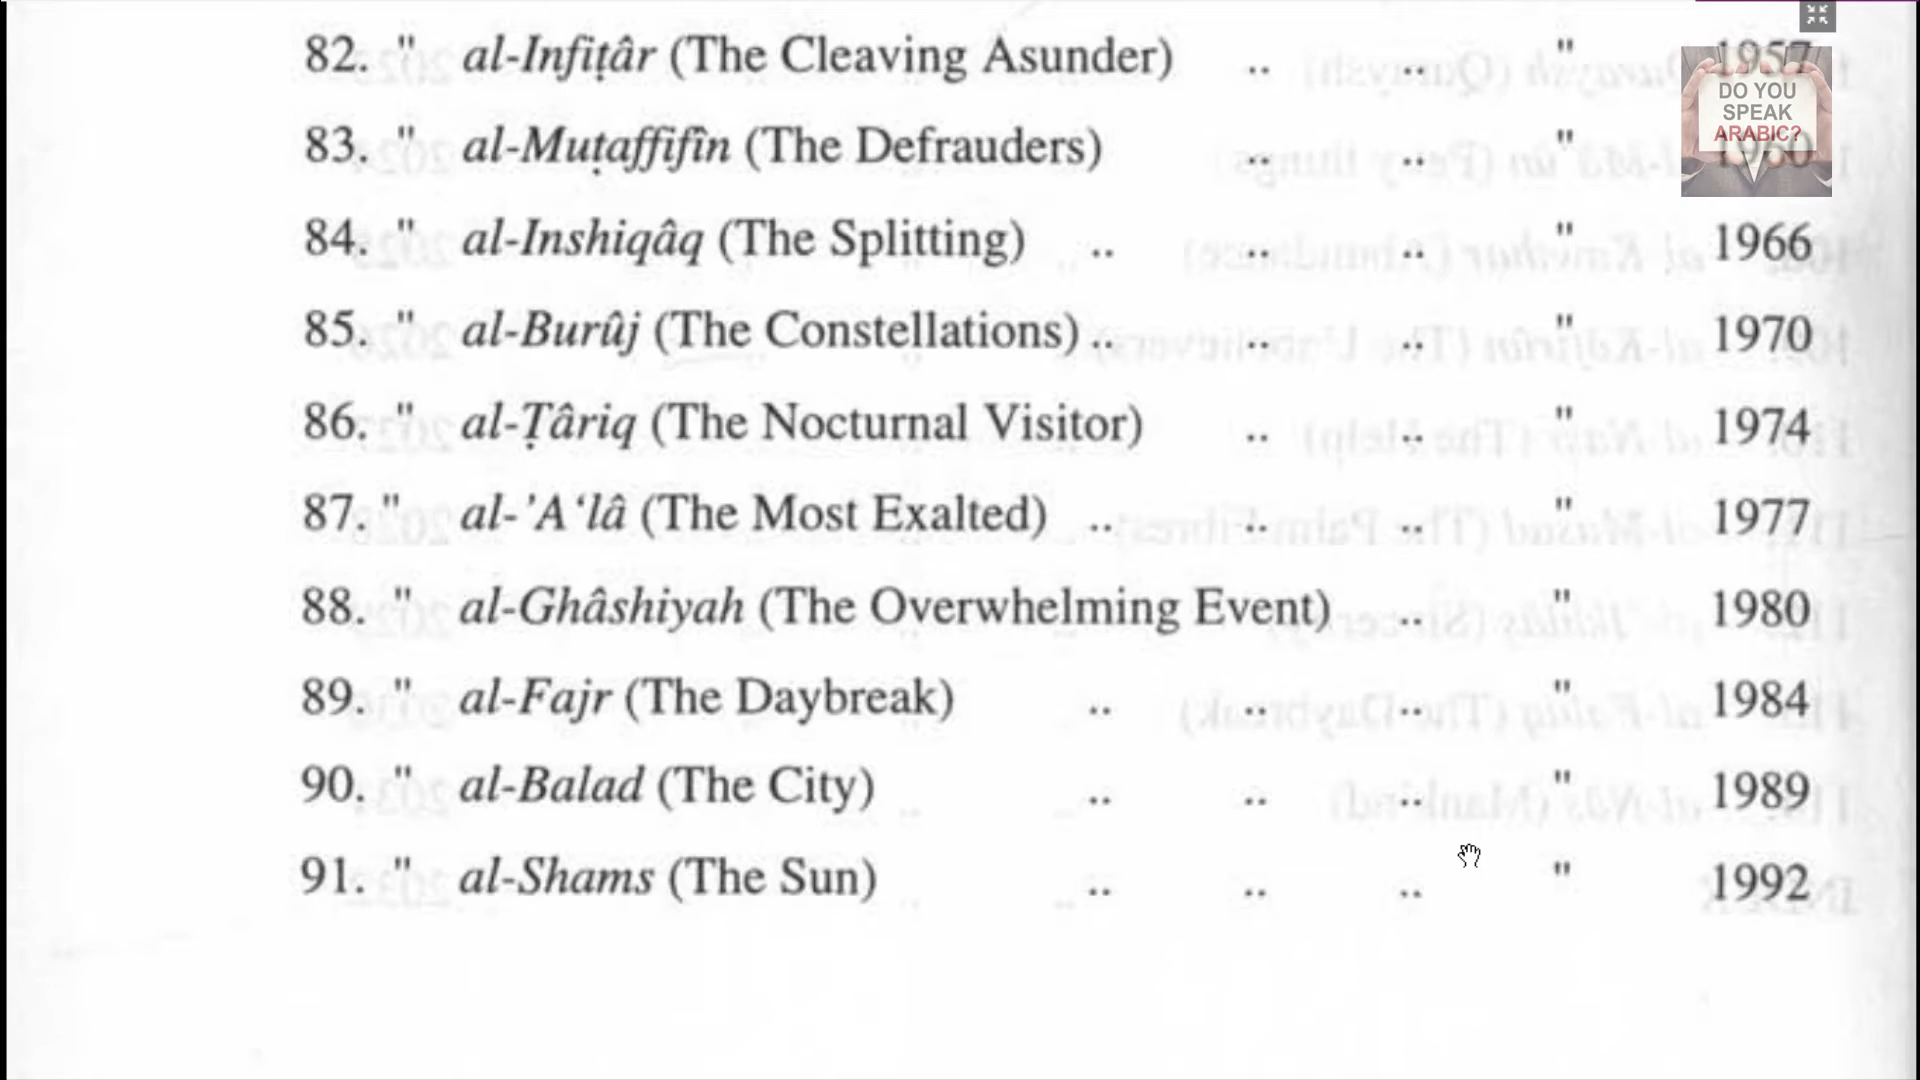 82. " al-Infiṭâr (The Cleaving Asunder) .. .. " 1957
83. " al-Muṭaffifîn (The Defrauders) .. .. " 1960
84. " al-Inshiqâq (The Splitting) .. .. .. " 1966
85. " al-Burûj (The Constellations) .. .. .. " 1970
86. " al-Ṭâriq (The Nocturnal Visitor) .. .. " 1974
87. " al-'A‘lâ (The Most Exalted) .. .. .. " 1977
88. " al-Ghâshiyah (The Overwhelming Event) .. " 1980
89. " al-Fajr (The Daybreak) .. .. .. " 1984
90. " al-Balad (The City) .. .. .. " 1989
91. " al-Shams (The Sun) .. .. .. " 1992
DO YOU
SPEAK
ARABIC?